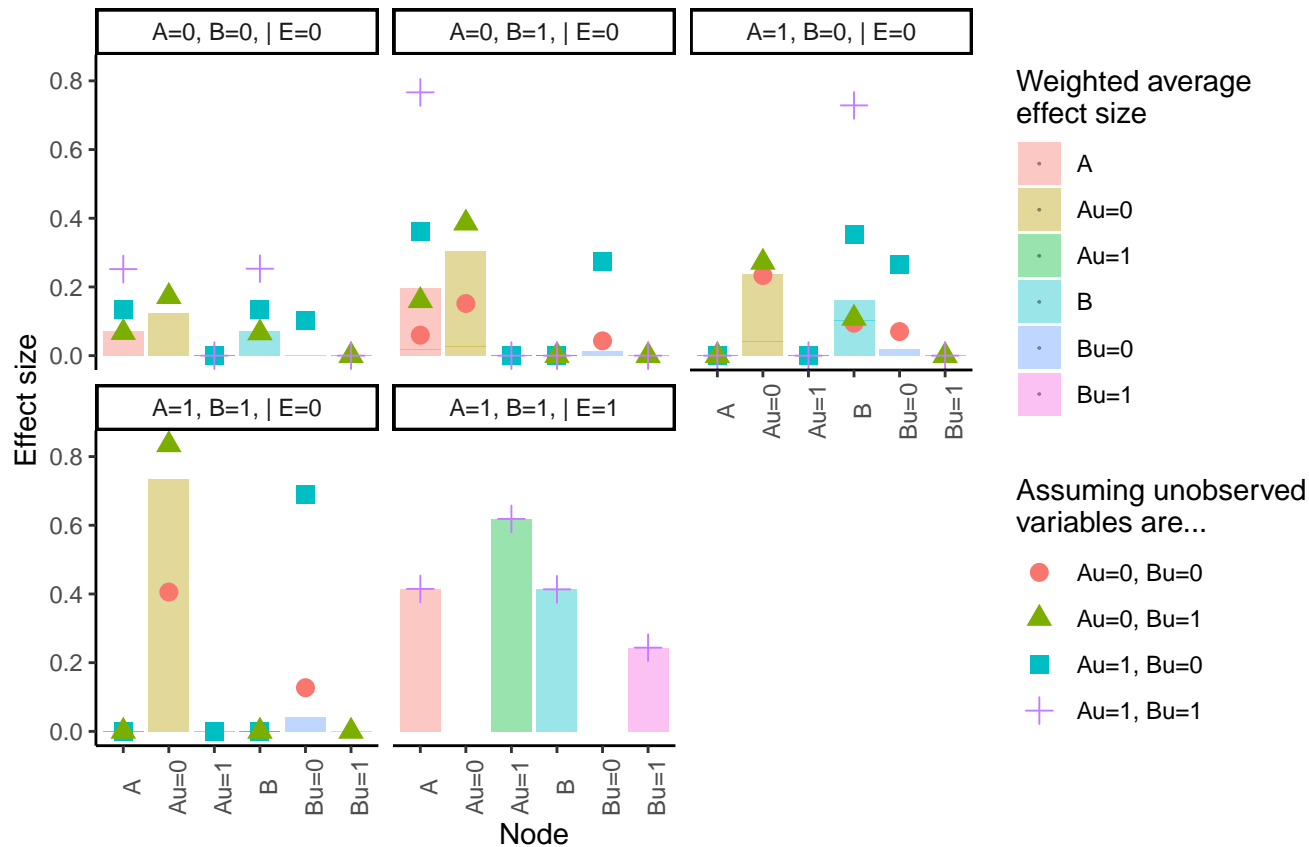 A=0, B=0, | E=0
A=0, B=1, | E=0
A=1, B=0, | E=0
0.8
0.6
0.4
0.2
0.0
A
Au=0
Au=1
B
Bu=0
Bu=1
A=1, B=1, | E=0
A=1, B=1, | E=1
0.8
0.6
0.4
0.2
0.0
A
Au=0
Au=1
B
Bu=0
Bu=1
A
Au=0
Au=1
B
Bu=0
Bu=1
Effect size
Node
Weighted average
effect size
A
Au=0
Au=1
B
Bu=0
Bu=1
Assuming unobserved
variables are...
Au=0, Bu=0
Au=0, Bu=1
Au=1, Bu=0
Au=1, Bu=1